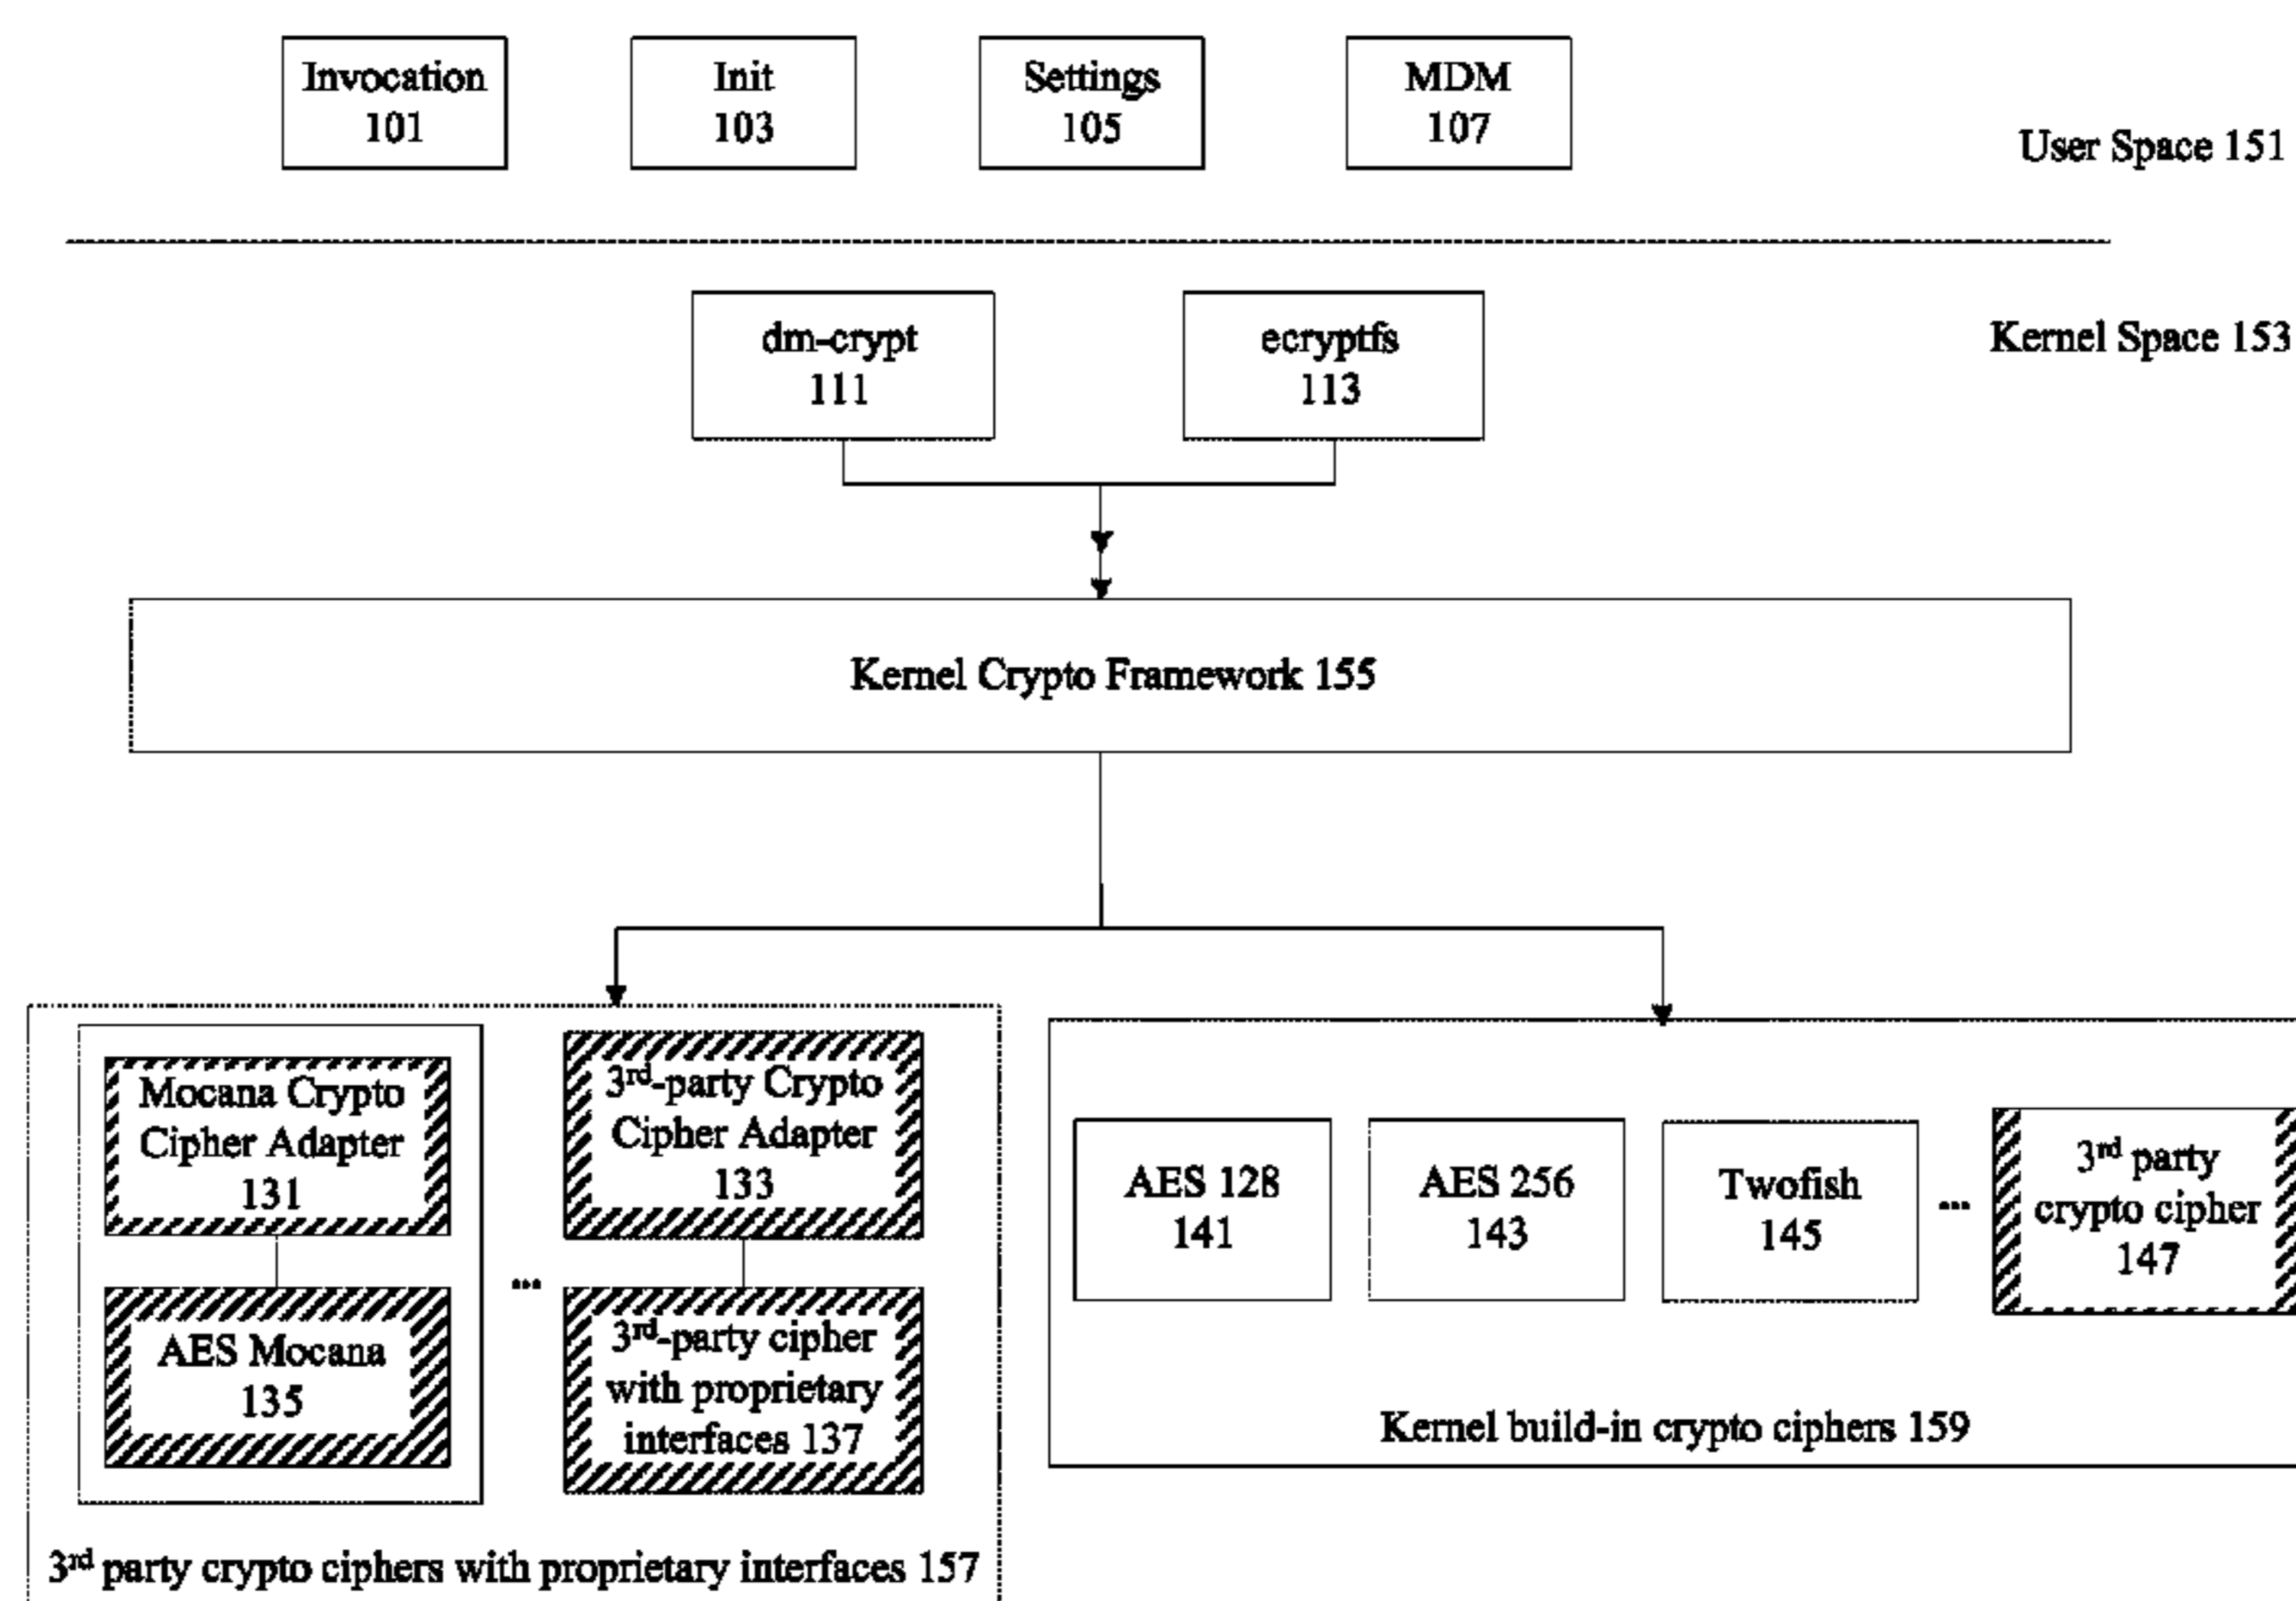 Invocation
101
Init
103
Settings
105
MDM
107
User Space 151
dm-crypt
111
ecryptfs
113
Kernel Space 153
Kernel Crypto Framework 155
Mocana Crypto
Cipher Adapter
131
3rd-party Crypto
Cipher Adapter
133
AES Mocana
135
...
3rd-party cipher
with proprietary
interfaces 137
3rd party crypto ciphers with proprietary interfaces 157
AES 128
141
AES 256
143
Twofish
145
...
3rd party
crypto cipher
147
Kernel build-in crypto ciphers 159